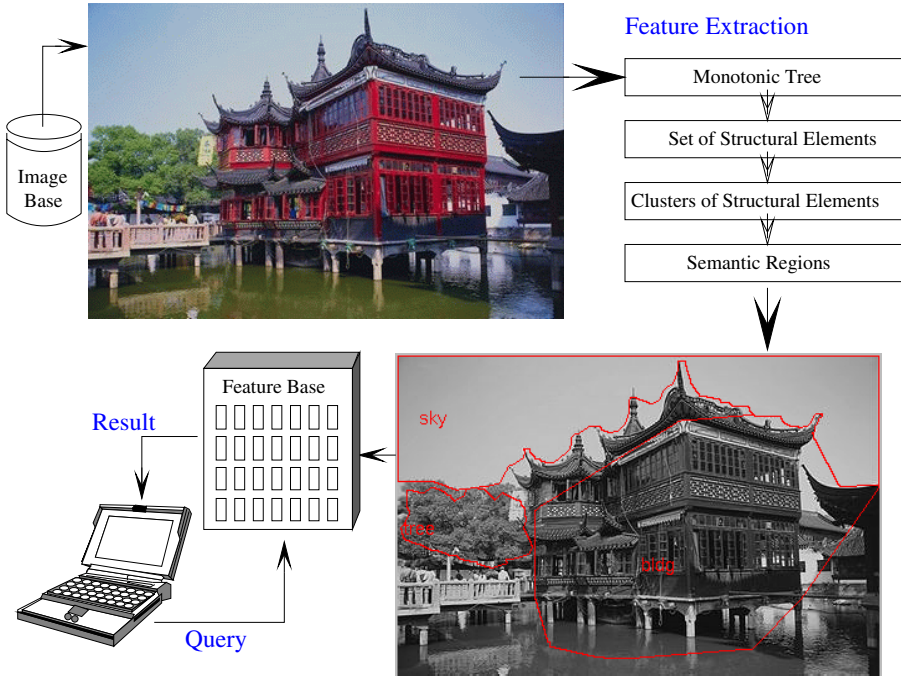 Feature Extraction
Monotonic Tree
Set of Structural Elements
Clusters of Structural Elements
Semantic Regions
Image
Base
Feature Base
Result
Query
sky
tree
bldg